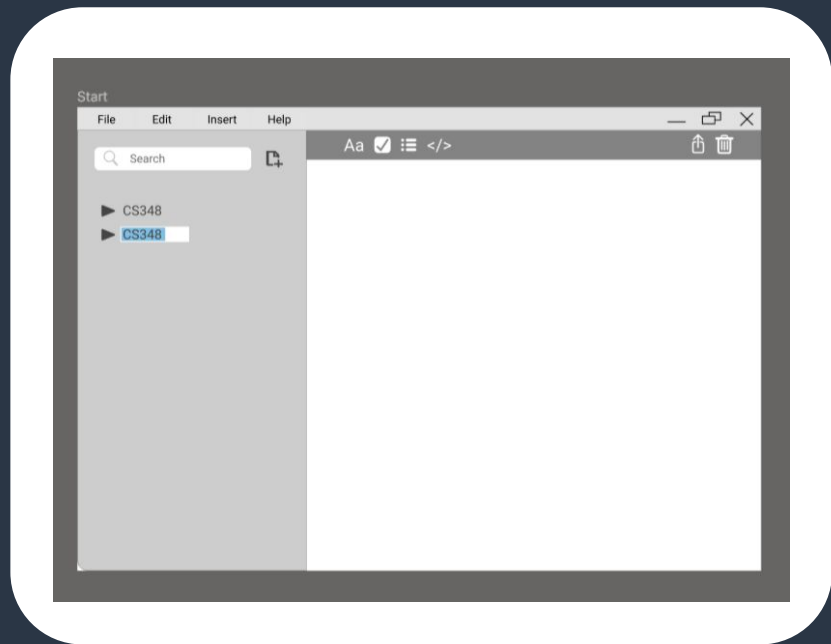 Start
File Edit Insert Help
Search
Aa </>
CS348
CS348